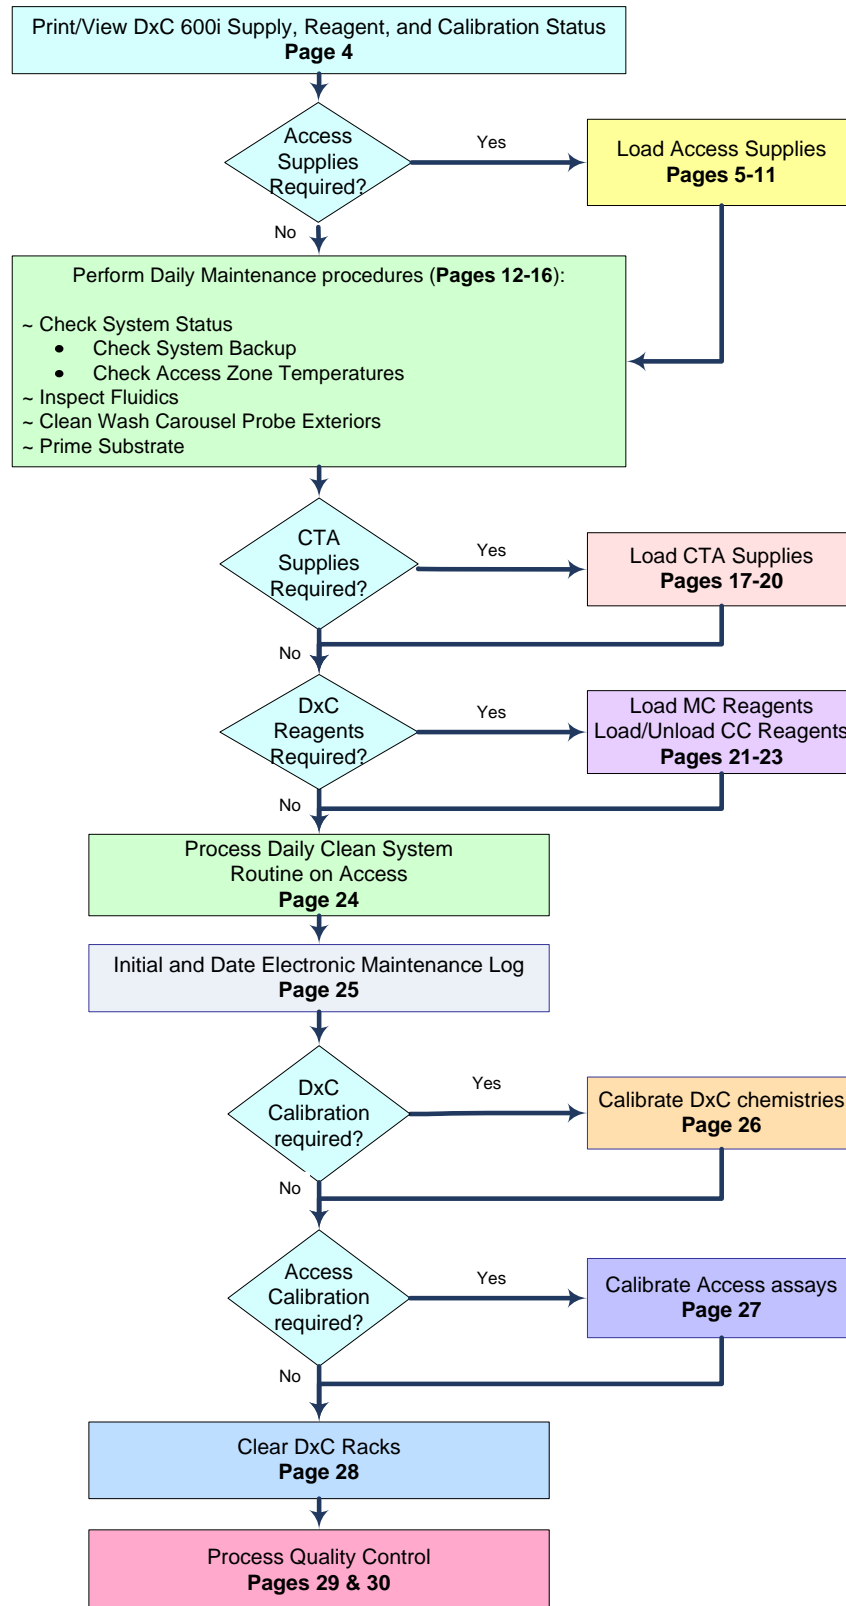 Print/View DxC 600i Supply, Reagent, and Calibration Status
Page 4
Access
Supplies
Required?
Yes
Load Access Supplies
Pages 5-11
No
Perform Daily Maintenance procedures (Pages 12-16):
~ Check System Status
• Check System Backup
• Check Access Zone Temperatures
~ Inspect Fluidics
~ Clean Wash Carousel Probe Exteriors
~ Prime Substrate
CTA
Supplies
Required?
Yes
Load CTA Supplies
Pages 17-20
No
DxC
Reagents
Required?
Yes
Load MC Reagents
Load/Unload CC Reagents
Pages 21-23
No
Process Daily Clean System
Routine on Access
Page 24
Initial and Date Electronic Maintenance Log
Page 25
DxC
Calibration
required?
Yes
Calibrate DxC chemistries
Page 26
No
Access
Calibration
required?
Yes
Calibrate Access assays
Page 27
No
Clear DxC Racks
Page 28
Process Quality Control
Pages 29 & 30